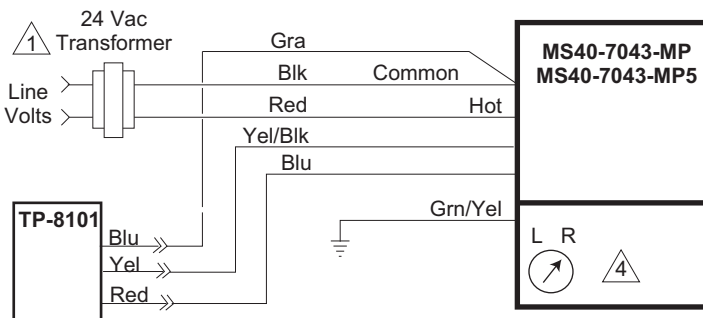 24 Vac
1 Transformer
Line
Volts
Gra
Blk Common
Red Hot
Yel/Blk
Blu
Grn/Yel
MS40-7043-MP
MS40-7043-MP5
L R
4
TP-8101
Blu
Yel
Red